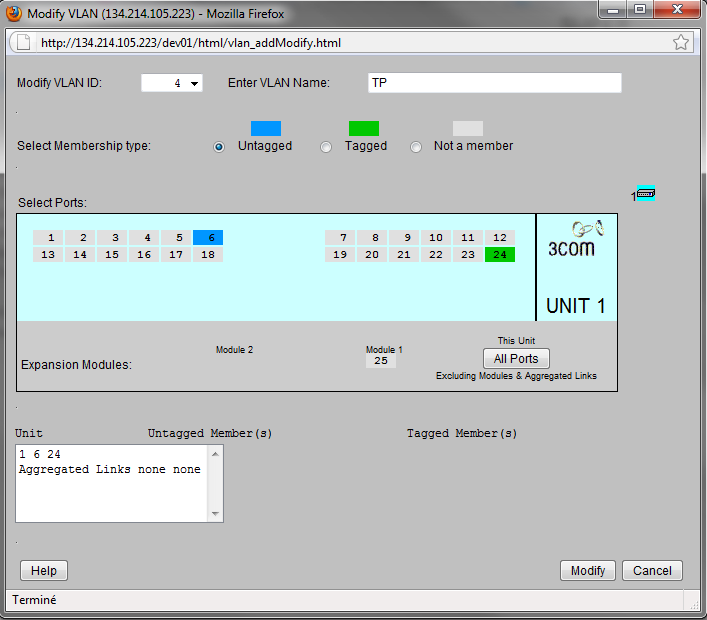 Modify VLAN (134.214.105.223) - Mozilla Firefox
http://134.214.105.223/dev01/html/vlan_addModify.html
Modify VLAN ID: 4 Enter VLAN Name: TP
Select Membership type: Untagged Tagged Not a member
1
Select Ports:
1 2 3 4 5 6 7 8 9 10 11 12
13 14 15 16 17 18 19 20 21 22 23 24
3COM
UNIT 1
This Unit
Module 2 Module 1
Expansion Modules: 25 All Ports
Excluding Modules & Aggregated Links
Unit Untagged Member(s) Tagged Member(s)
1 6 24
Aggregated Links none none
Help Modify Cancel
Terminé